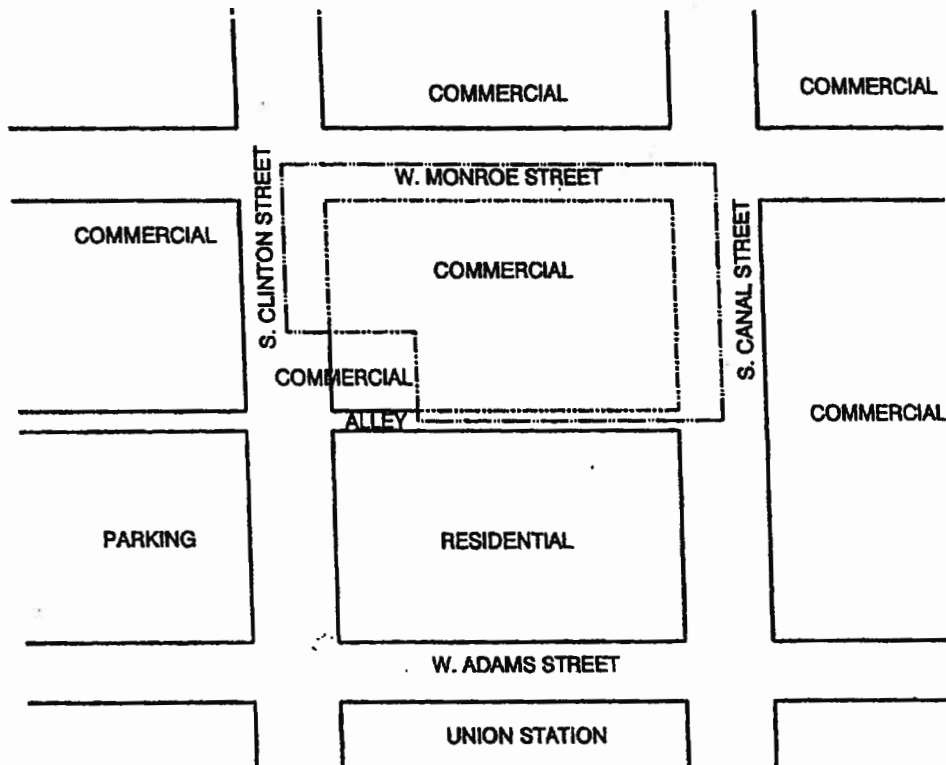 COMMERCIAL
COMMERCIAL
W. MONROE STREET
S. CLINTON STREET
COMMERCIAL
COMMERCIAL
S. CANAL STREET
COMMERCIAL
COMMERCIAL
ALLEY
PARKING
RESIDENTIAL
W. ADAMS STREET
UNION STATION